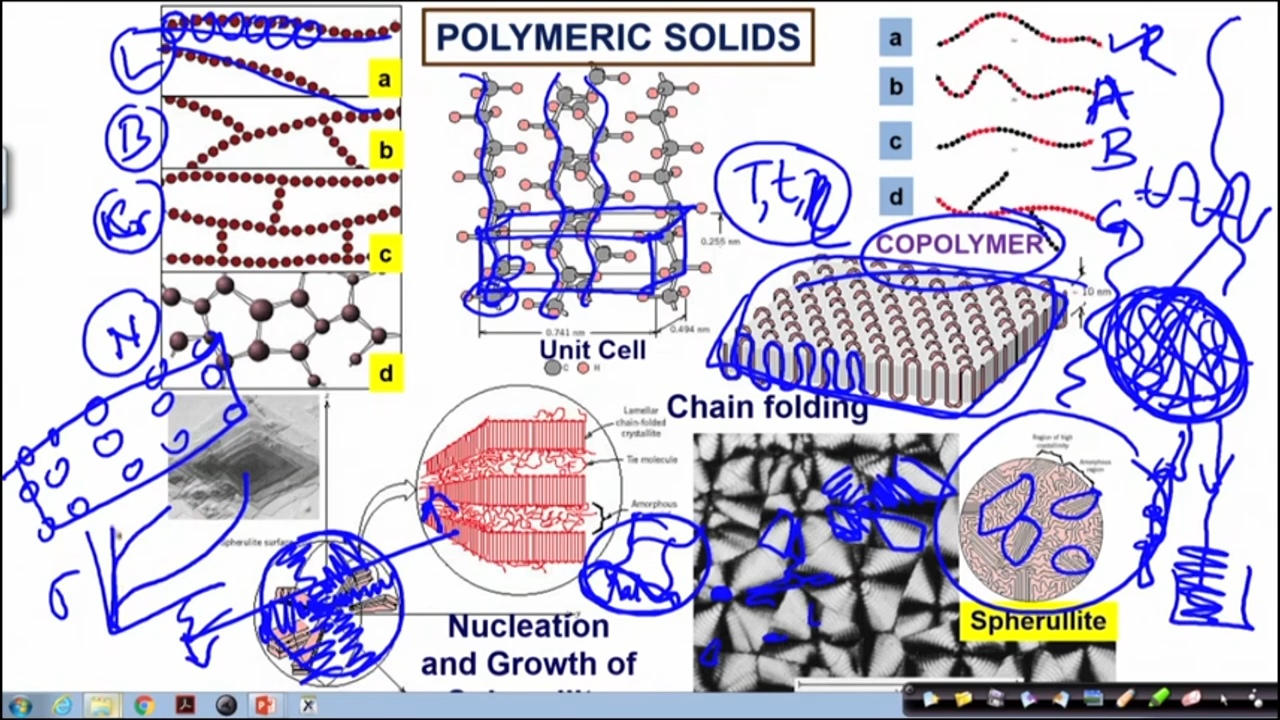 POLYMERIC SOLIDS
L
a
B
b
c
N
d
0.255 nm
0.741 nm
0.494 nm
Unit Cell
C H
T, t,
a
R
b
A
c
B
d
G
COPOLYMER
~ 10 nm
Chain folding
Lamellar
chain-folded
crystallite
Tie molecule
Amorphous
z
Spherulite surface
σ
y
Nucleation
and Growth of
Region of high
crystallinity
Amorphous
region
Spherullite